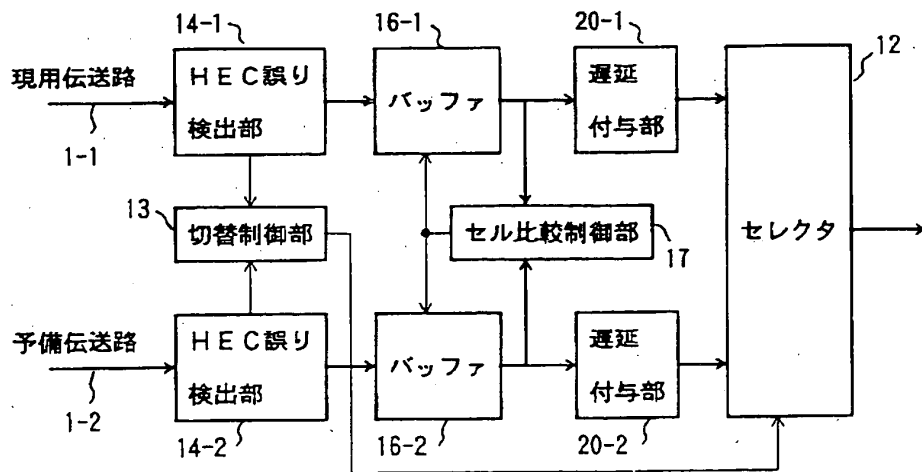 14-1
16-1
20-1
12
現用伝送路
HEC誤り
検出部
バッファ
遅延
付与部
1-1
13
切替制御部
セル比較制御部
17
セレクタ
予備伝送路
HEC誤り
検出部
バッファ
遅延
付与部
1-2
14-2
16-2
20-2